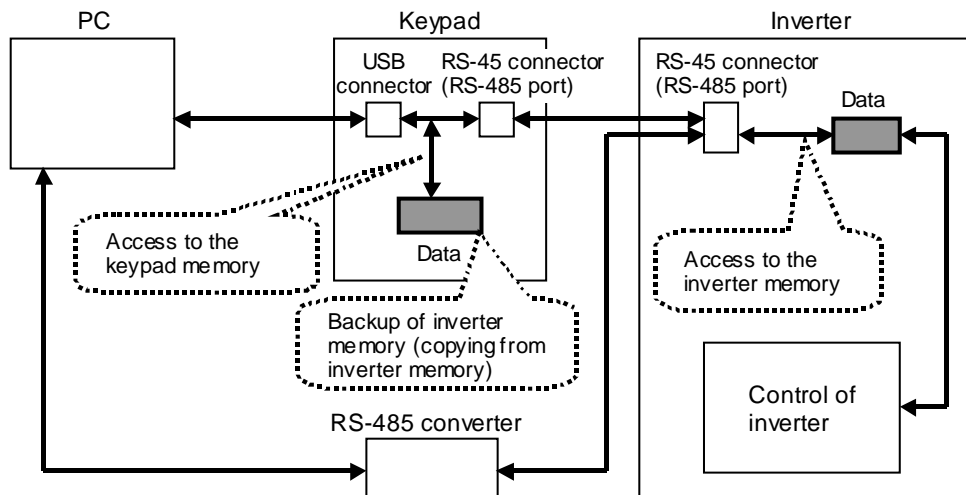 PC
Keypad
Inverter
USB
connector
RS-45 connector
(RS-485 port)
RS-45 connector
(RS-485 port)
Data
Access to the
keypad memory
Data
Access to the
inverter memory
Backup of inverter
memory (copying from
inverter memory)
Control of
inverter
RS-485 converter